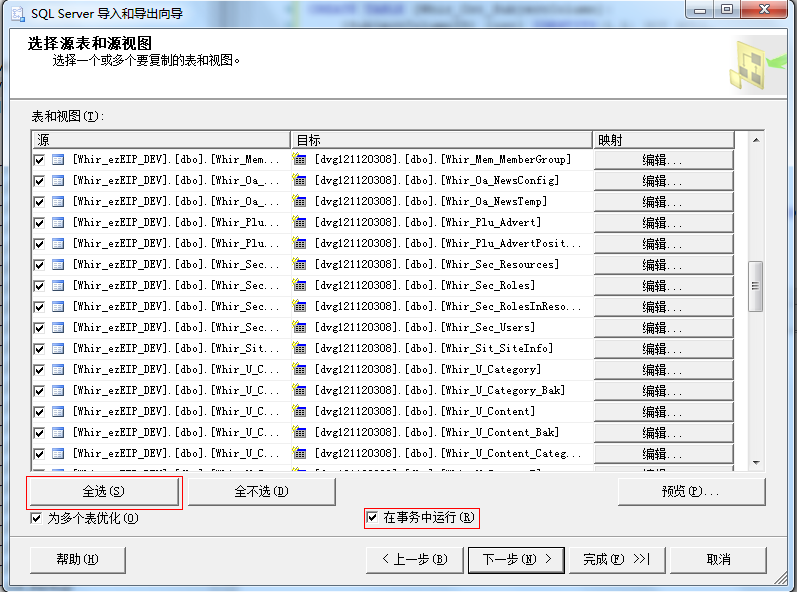 SQL Server 导入和导出向导
选择源表和源视图
选择一个或多个要复制的表和视图。
表和视图(T):
源 目标 映射
[Whir_ezEIP_DEV].[dbo].[Whir_Mem... [dvg121120308].[dbo].[Whir_Mem_MemberGroup] 编辑...
[Whir_ezEIP_DEV].[dbo].[Whir_Oa_... [dvg121120308].[dbo].[Whir_Oa_NewsConfig] 编辑...
[Whir_ezEIP_DEV].[dbo].[Whir_Oa_... [dvg121120308].[dbo].[Whir_Oa_NewsTemp] 编辑...
[Whir_ezEIP_DEV].[dbo].[Whir_Plu... [dvg121120308].[dbo].[Whir_Plu_Advert] 编辑...
[Whir_ezEIP_DEV].[dbo].[Whir_Plu... [dvg121120308].[dbo].[Whir_Plu_AdvertPosit... 编辑...
[Whir_ezEIP_DEV].[dbo].[Whir_Sec... [dvg121120308].[dbo].[Whir_Sec_Resources] 编辑...
[Whir_ezEIP_DEV].[dbo].[Whir_Sec... [dvg121120308].[dbo].[Whir_Sec_Roles] 编辑...
[Whir_ezEIP_DEV].[dbo].[Whir_Sec... [dvg121120308].[dbo].[Whir_Sec_RolesInReso... 编辑...
[Whir_ezEIP_DEV].[dbo].[Whir_Sec... [dvg121120308].[dbo].[Whir_Sec_Users] 编辑...
[Whir_ezEIP_DEV].[dbo].[Whir_Sit... [dvg121120308].[dbo].[Whir_Sit_SiteInfo] 编辑...
[Whir_ezEIP_DEV].[dbo].[Whir_U_C... [dvg121120308].[dbo].[Whir_U_Category] 编辑...
[Whir_ezEIP_DEV].[dbo].[Whir_U_C... [dvg121120308].[dbo].[Whir_U_Category_Bak] 编辑...
[Whir_ezEIP_DEV].[dbo].[Whir_U_C... [dvg121120308].[dbo].[Whir_U_Content] 编辑...
[Whir_ezEIP_DEV].[dbo].[Whir_U_C... [dvg121120308].[dbo].[Whir_U_Content_Bak] 编辑...
[Whir_ezEIP_DEV].[dbo].[Whir_U_C... [dvg121120308].[dbo].[Whir_U_Content_Categ... 编辑...
全选(S) 全不选(D) 预览(P)...
为多个表优化(O) 在事务中运行(R)
帮助(H) < 上一步(B) 下一步(N) > 完成(F) >>| 取消